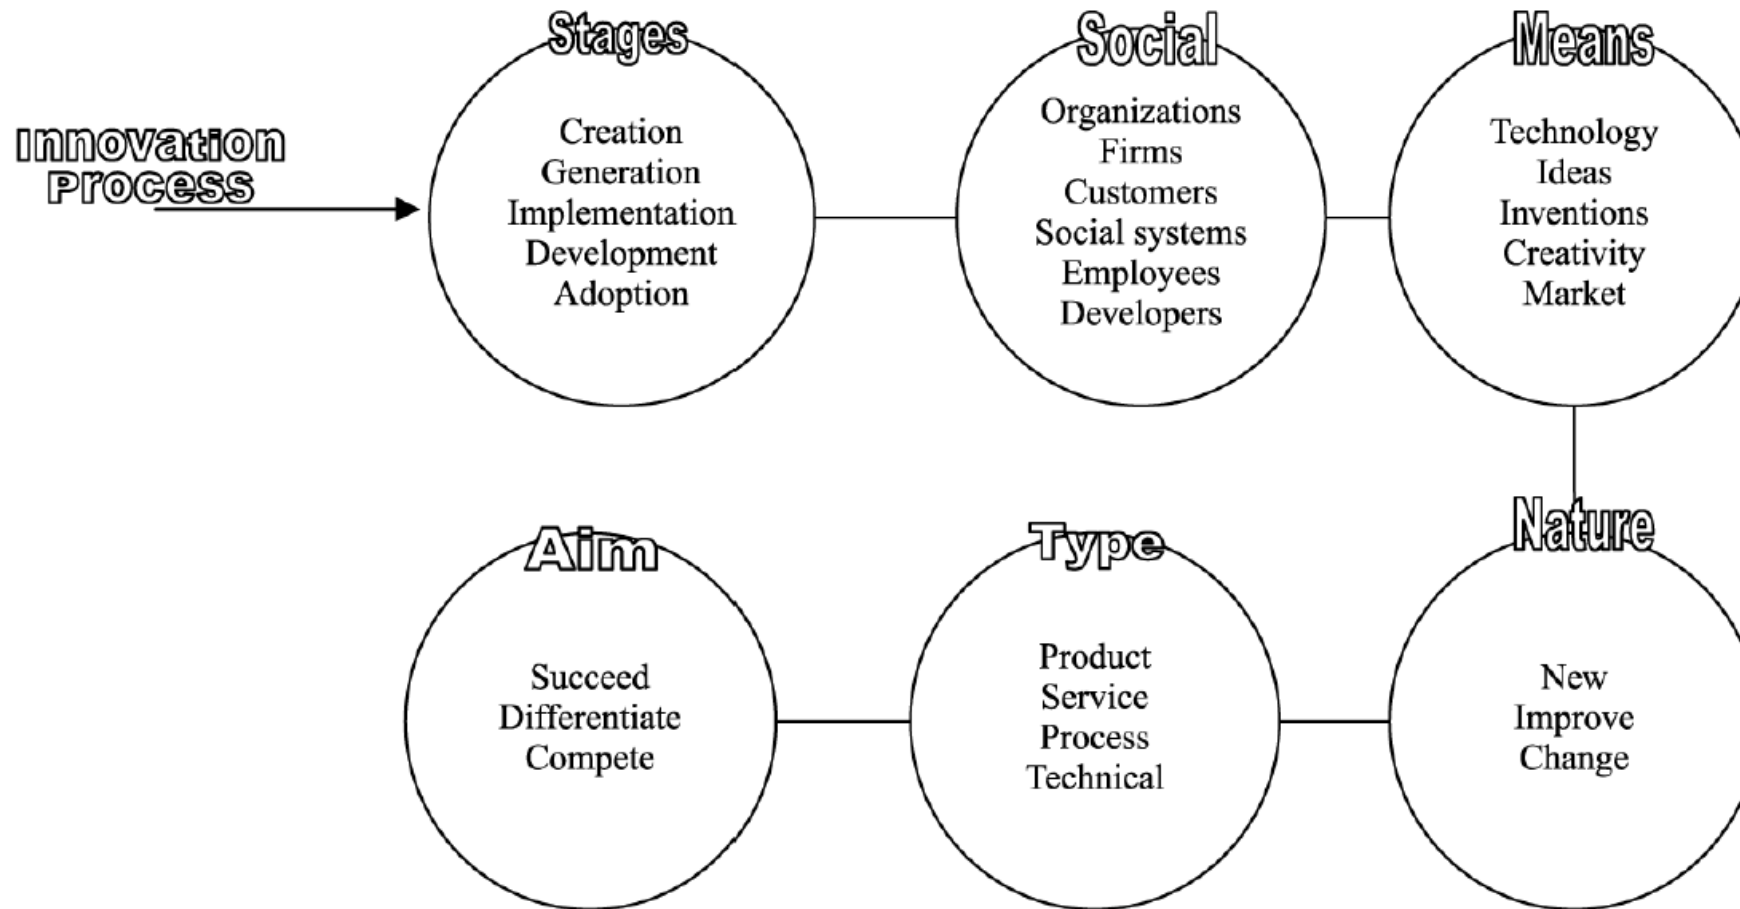 Innovation
Process
Stages
Creation
Generation
Implementation
Development
Adoption
Social
Organizations
Firms
Customers
Social systems
Employees
Developers
Means
Technology
Ideas
Inventions
Creativity
Market
Nature
New
Improve
Change
Type
Product
Service
Process
Technical
Aim
Succeed
Differentiate
Compete